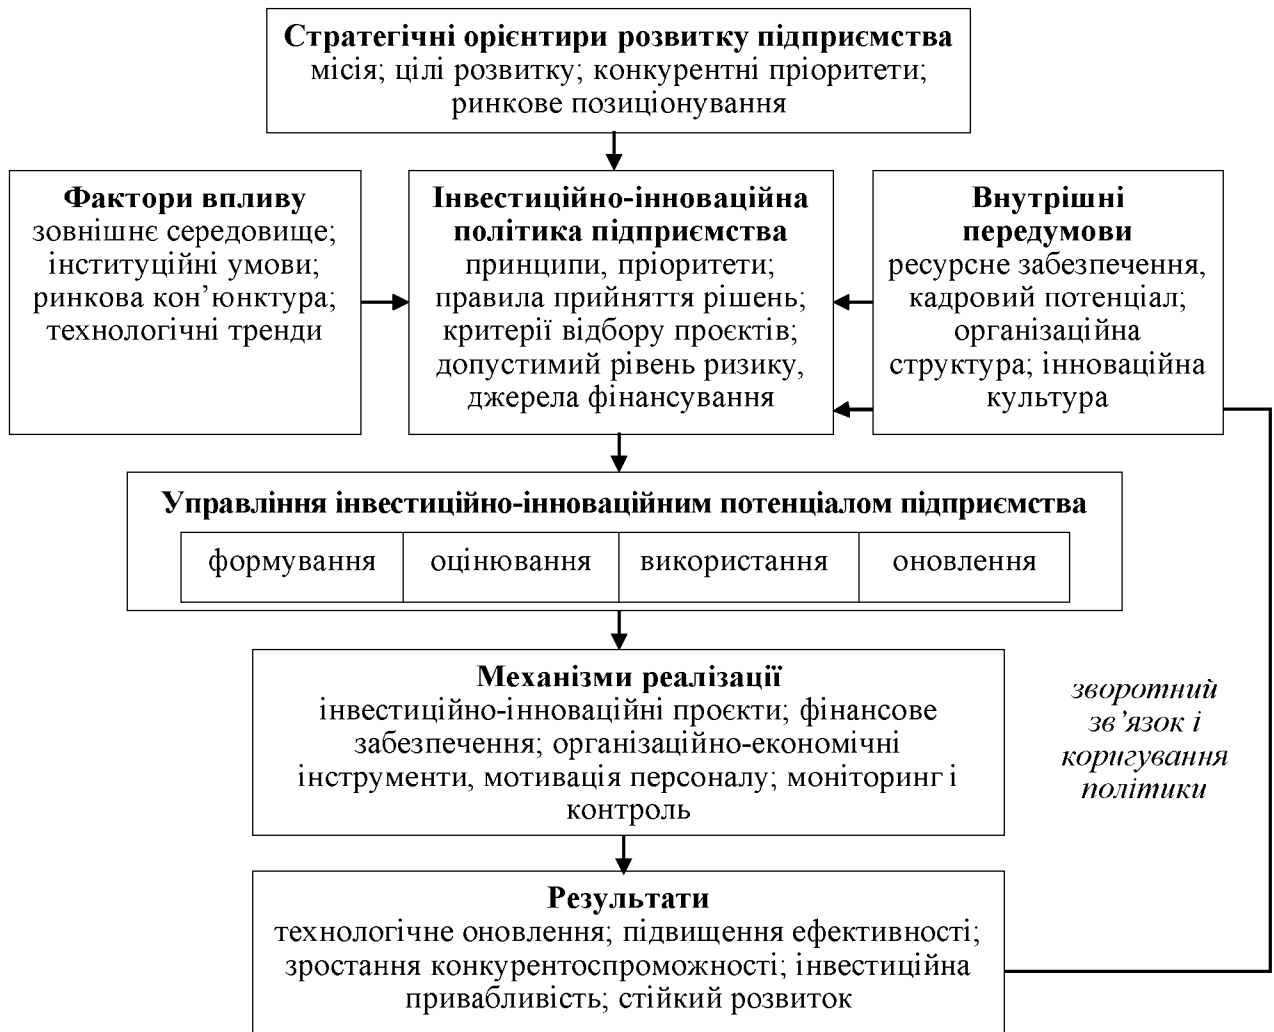 Стратегічні орієнтири розвитку підприємства
місія; цілі розвитку; конкурентні пріоритети;
ринкове позиціонування
Фактори впливу
зовнішнє середовище;
інституційні умови;
ринкова кон’юнктура;
технологічні тренди
Інвестиційно-інноваційна
політика підприємства
принципи, пріоритети;
правила прийняття рішень;
критерії відбору проєктів;
допустимий рівень ризику,
джерела фінансування
Внутрішні
передумови
ресурсне забезпечення,
кадровий потенціал;
організаційна
структура; інноваційна
культура
Управління інвестиційно-інноваційним потенціалом підприємства
формування
оцінювання
використання
оновлення
Механізми реалізації
інвестиційно-інноваційні проєкти; фінансове
забезпечення; організаційно-економічні
інструменти, мотивація персоналу; моніторинг і
контроль
зворотний
зв’язок і
коригування
політики
Результати
технологічне оновлення; підвищення ефективності;
зростання конкурентоспроможності; інвестиційна
привабливість; стійкий розвиток